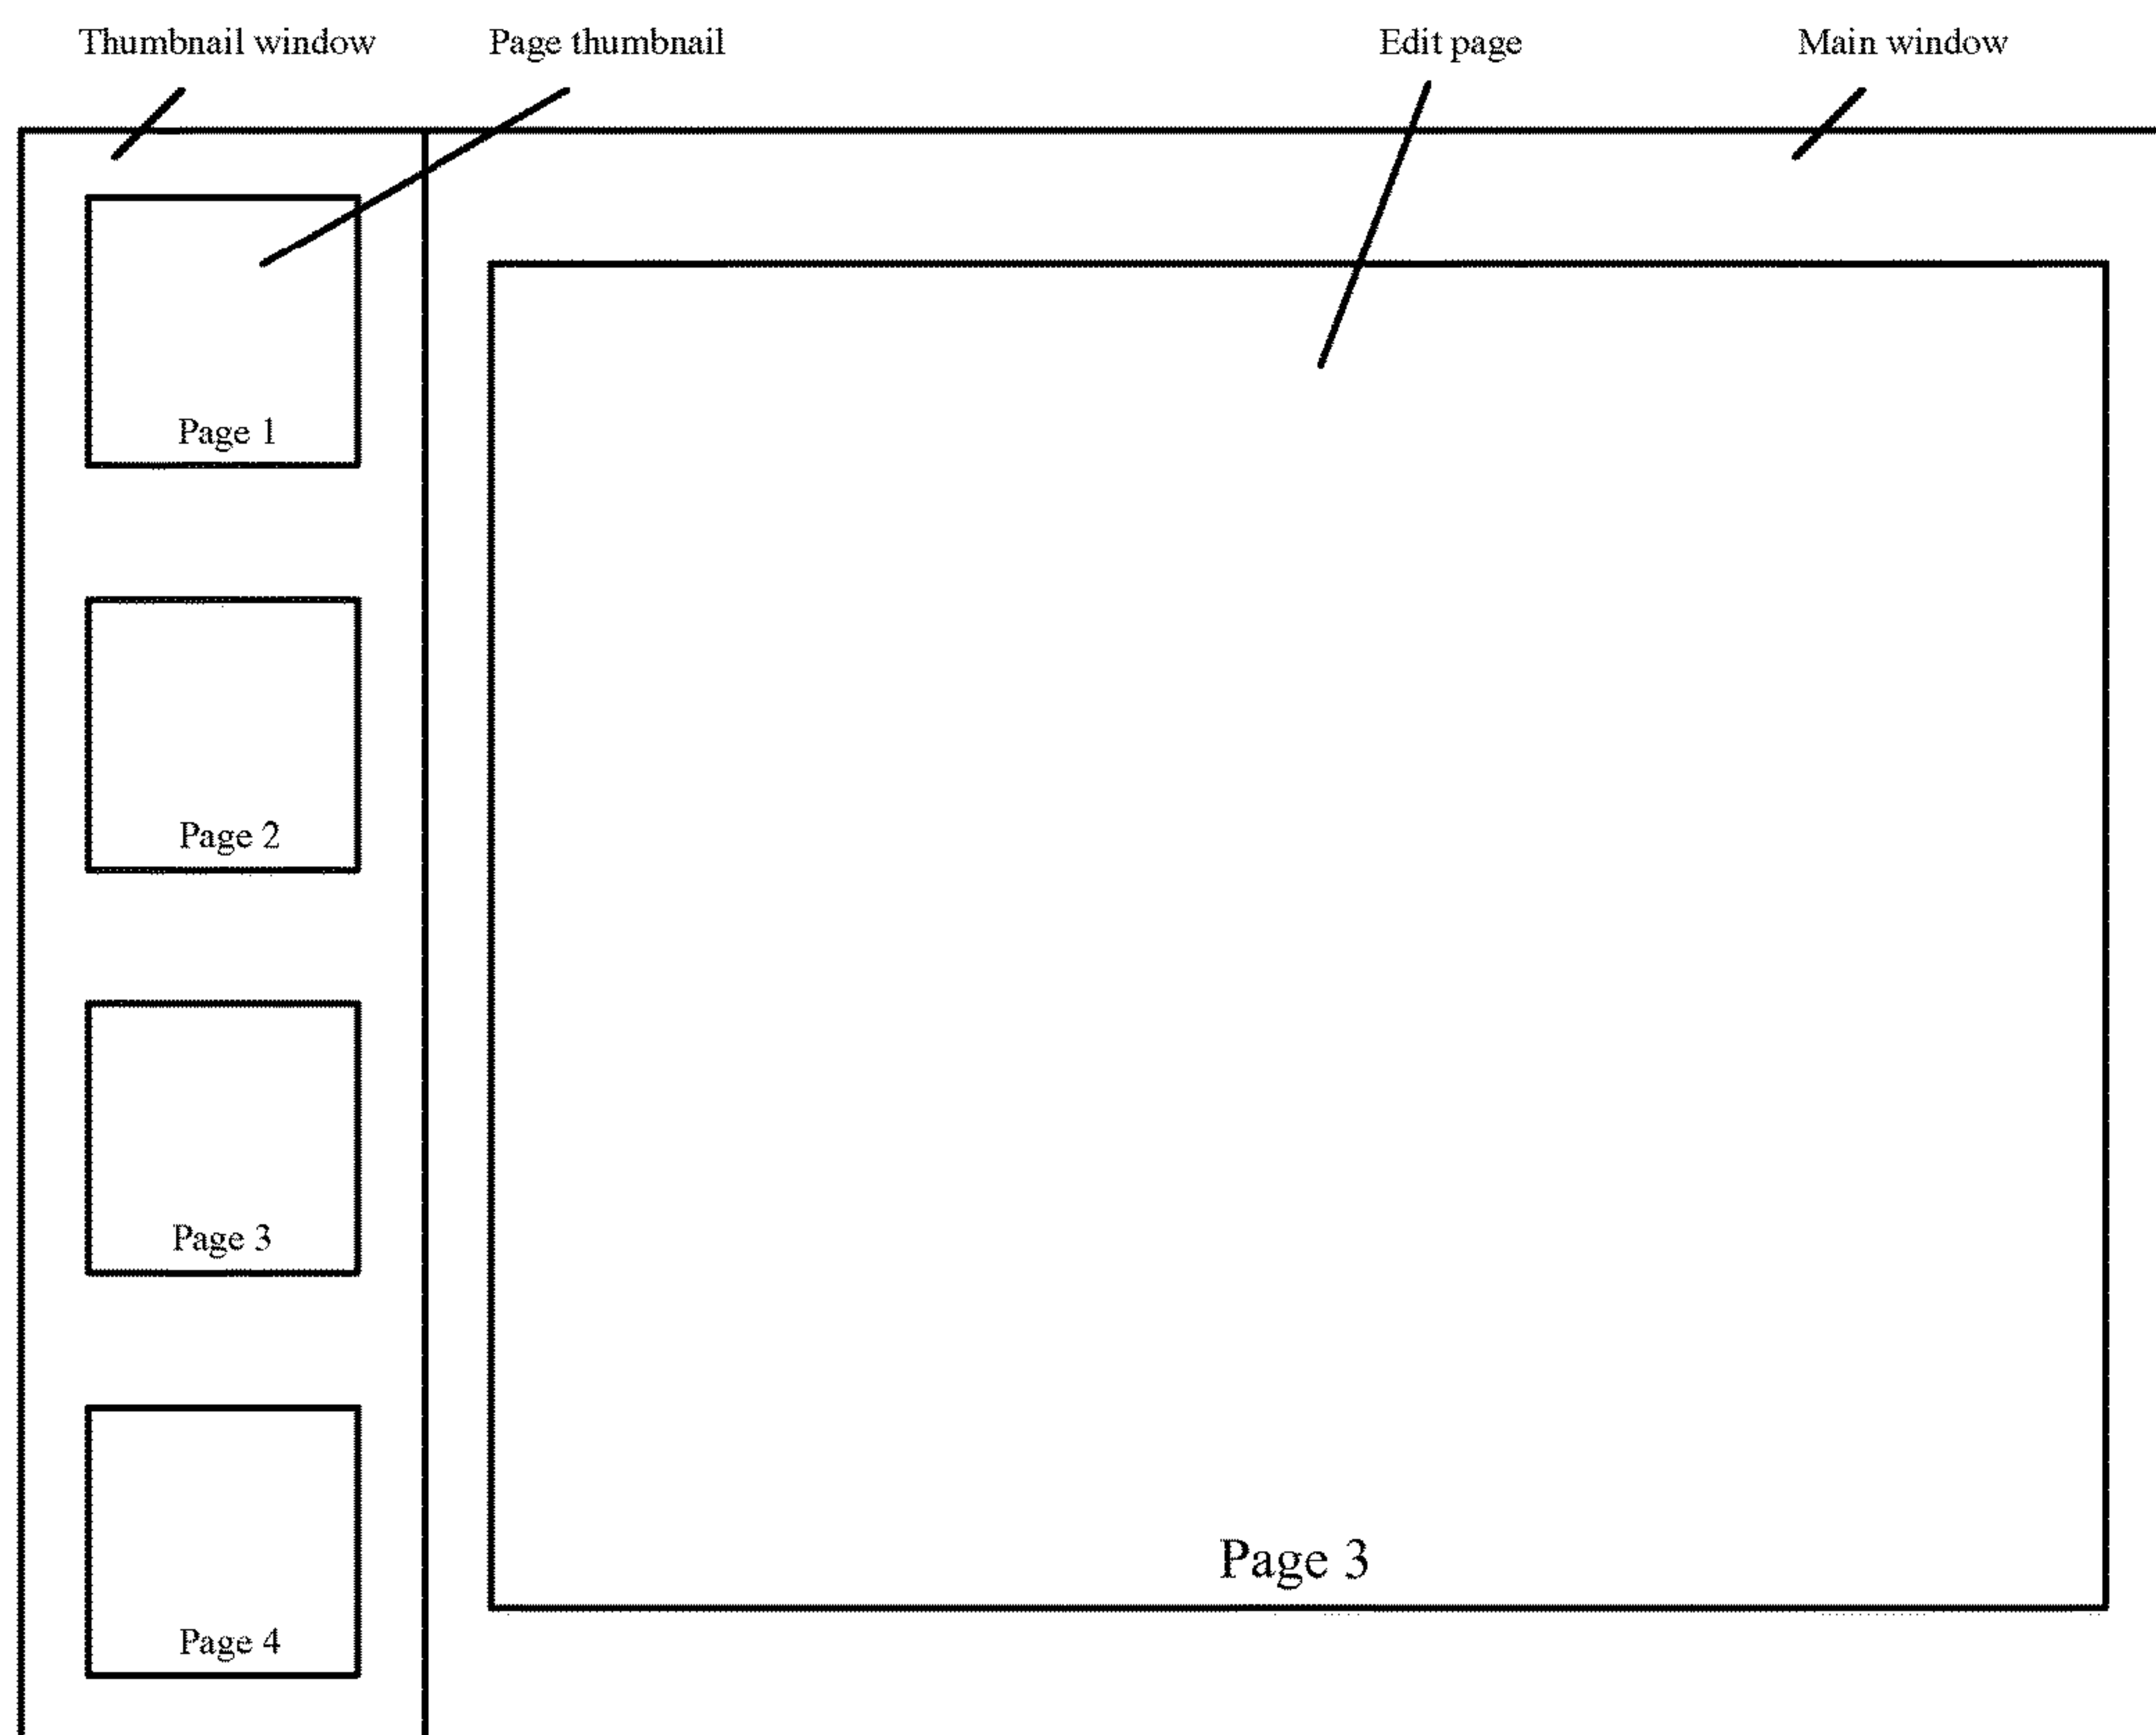 Thumbnail window
Page thumbnail
Edit page
Main window
Page 1
Page 2
Page 3
Page 4
Page 3